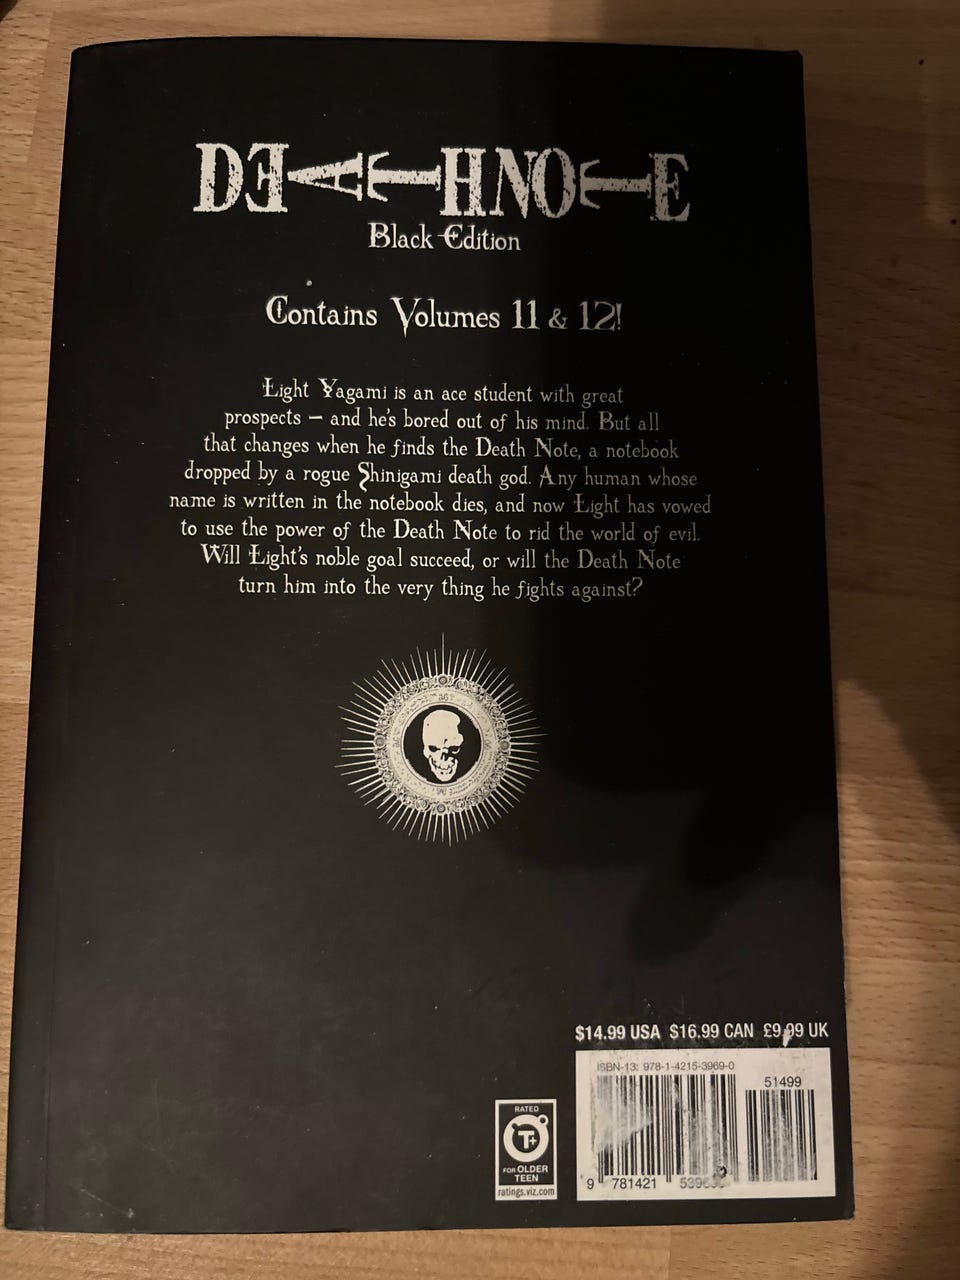 DEATHNOTE
Black Edition
Contains Volumes 11 & 12!
Light Yagami is an ace student with great
prospects – and he's bored out of his mind. But all
that changes when he finds the Death Note, a notebook
dropped by a rogue Shinigami death god. Any human whose
name is written in the notebook dies, and now Light has vowed
to use the power of the Death Note to rid the world of evil.
Will Light's noble goal succeed, or will the Death Note
turn him into the very thing he fights against?
$14.99 USA $16.99 CAN £9.99 UK
ISBN-13: 978-1-4215-3969-0
51499
9 781421
RATED
T+
FOR OLDER
TEEN
ratings.viz.com